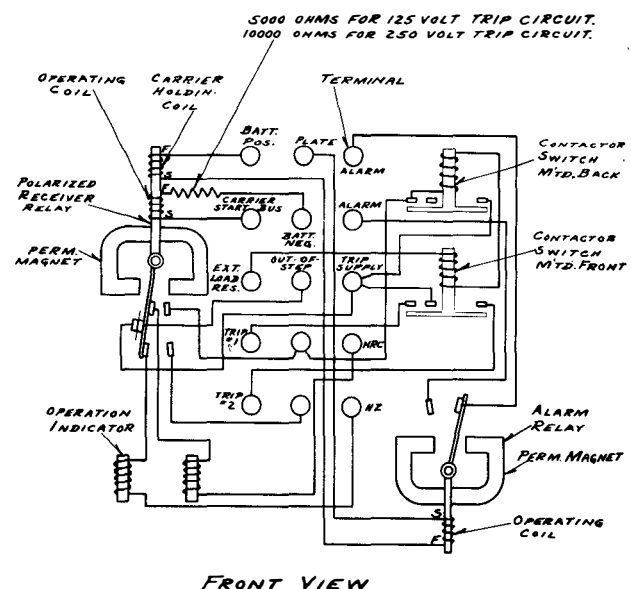 5000 OHMS FOR 125 VOLT TRIP CIRCUIT.
10000 OHMS FOR 250 VOLT TRIP CIRCUIT.
OPERATING
COIL
CARRIER
HOLDIN-
COIL
TERMINAL
BATT.
POS.
PLATE
ALARM
CONTACTOR
SWITCH
M'TD. BACK
F
S
F
S
POLARIZED
RECEIVER
RELAY
CARRIER
START BUS
BATT.
NEG.
ALARM
PERM.
MAGNET
CONTACTOR
SWITCH
M'TD. FRONT
EXT.
LOAD
RES.
OUT-OF-
STEP
TRIP
SUPPLY
TRIP
#1
HRC
TRIP
#2
HZ
OPERATION
INDICATOR
ALARM
RELAY
PERM. MAGNET
S
F
OPERATING
COIL
FRONT VIEW